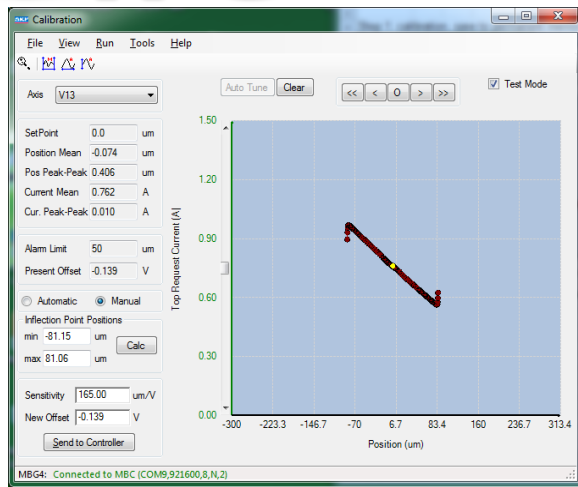 SKF Calibration
File View Run Tools Help
Axis V13
Auto Tune Clear << < O > >> Test Mode
SetPoint 0.0 um
Position Mean -0.074 um
Pos Peak-Peak 0.406 um
Current Mean 0.762 A
Cur. Peak-Peak 0.010 A
Alarm Limit 50 um
Present Offset -0.139 V
Automatic Manual
Inflection Point Positions
min -81.15 um
Calc
max 81.06 um
Sensitivity 165.00 um/V
New Offset -0.139 V
Send to Controller
Top Request Current [A]
1.50
1.20
0.90
0.60
0.30
0.00
-300 -223.3 -146.7 -70 6.7 83.4 160 236.7 313.4
Position (um)
MBG4: Connected to MBC (COM9,921600,8,N,2)